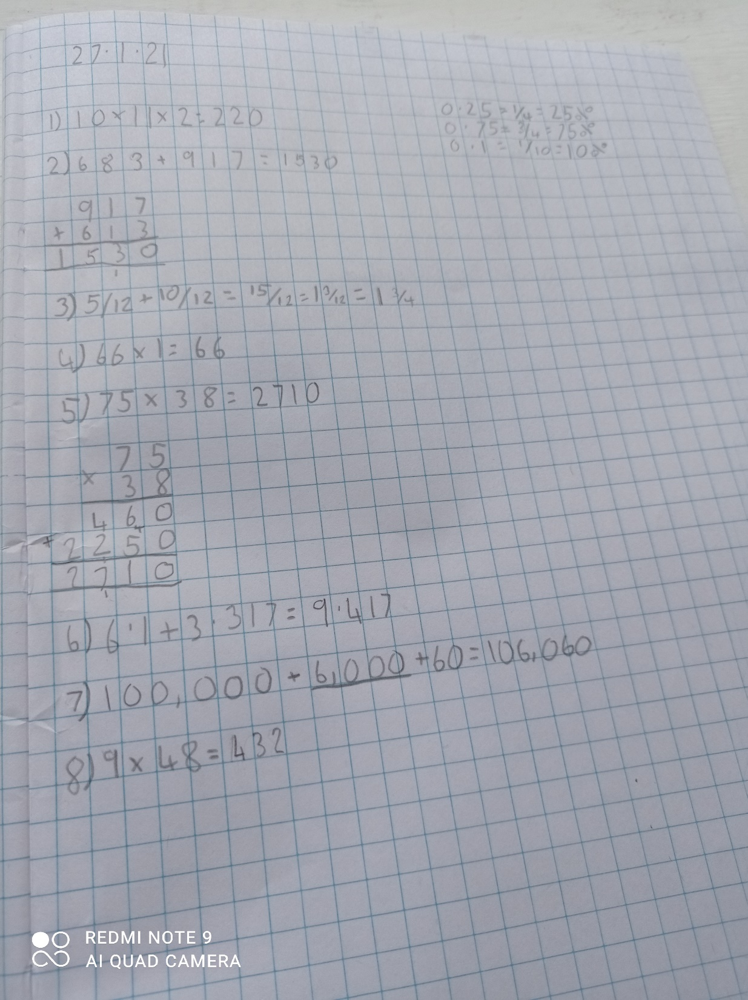 27.1.21
1) 10 × 11 × 2 = 220
0.25 = 1/4 = 25%
0.75 = 3/4 = 75%
0.1 = 1/10 = 10%
2) 683 + 917 = 1530
917
+ 613
1530
1
3) 5/12 + 10/12 = 15/12 = 1 3/12 = 1 3/4
4) 66 × 1 = 66
5) 75 × 38 = 2710
75
× 38
460
4
+ 2250
2710
1
6) 6.1 + 3.317 = 9.417
7) 100,000 + 6,000 + 60 = 106,060
8) 9 × 48 = 432
REDMI NOTE 9
AI QUAD CAMERA